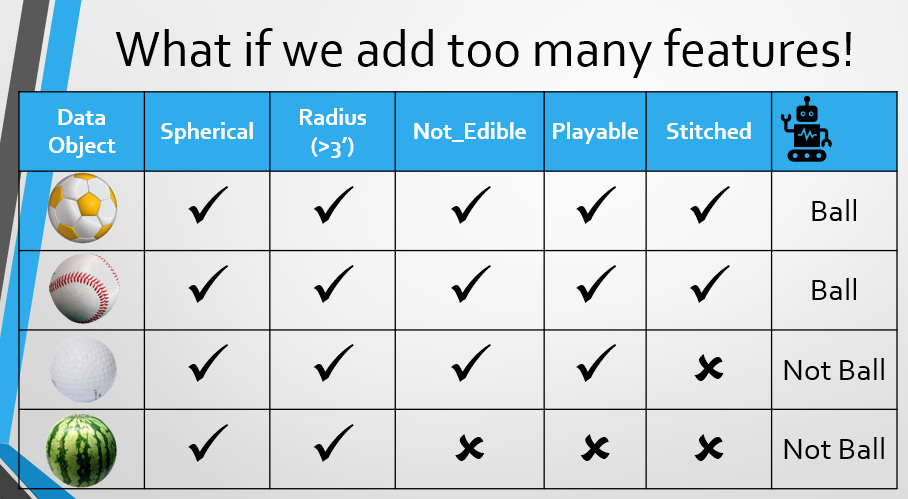 What if we add too many features!
Data
Object
Spherical
Radius
(>3’)
Not_Edible
Playable
Stitched
Ball
Ball
Not Ball
Not Ball